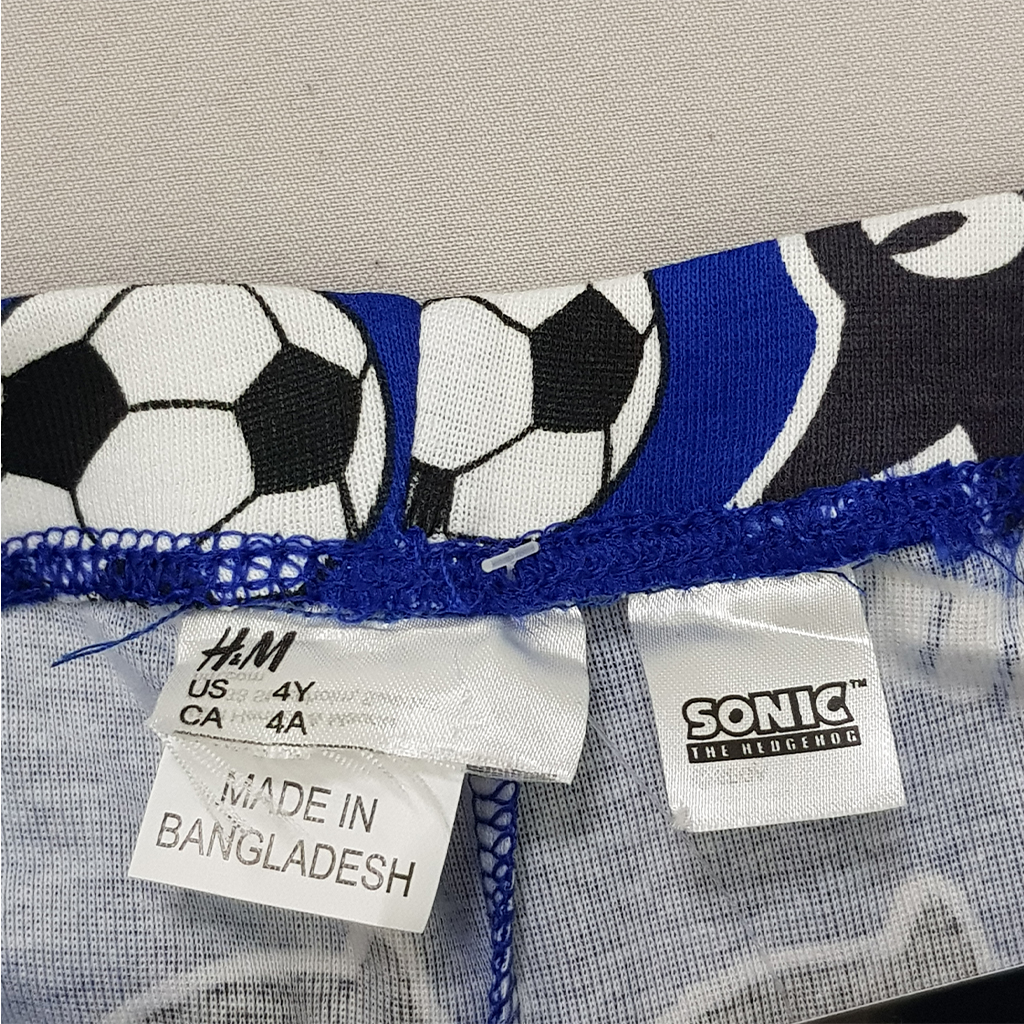 H&M
US 4Y
CA 4A
MADE IN
BANGLADESH
SONIC™
THE HEDGEHOG